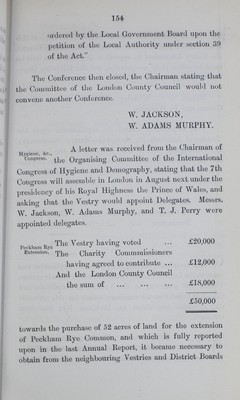 154
ordered by the Local Government Board upon the
petition of the Local Authority under section 39
of the Act."
The Conference then closed, the Chairman stating that
the Committee of the London County Council would not
convene another Conference.
W. JACKSON,
W. ADAMS MURPHY.
Hygiene, &c.,
Congress.
A letter was received from the Chairman of
the Organising Committee of the International
Congress of Hygiene and Demography, stating that the 7th
Congress will assemble in London in August next under the
presidency of his Royal Highness the Prince of Wales, and
asking that the Vestry would appoint Delegates. Messrs.
W. Jackson, W. Adams Murphy, and T. J. Perry were
appointed delegates.
Peckham Rye
Extension.
The Vestry having voted ... £20,000
The Charity Commissioners
having agreed to contribute ... £12,000
And the London County Council
the sum of ... ... ... £18,000
£50,000
towards the purchase of 52 acres of land for the extension
of Peckham Rye Common, and which is fully reported
upon in the last Annual Report, it became necessary to
obtain from the neighbouring Vestries and District Boards